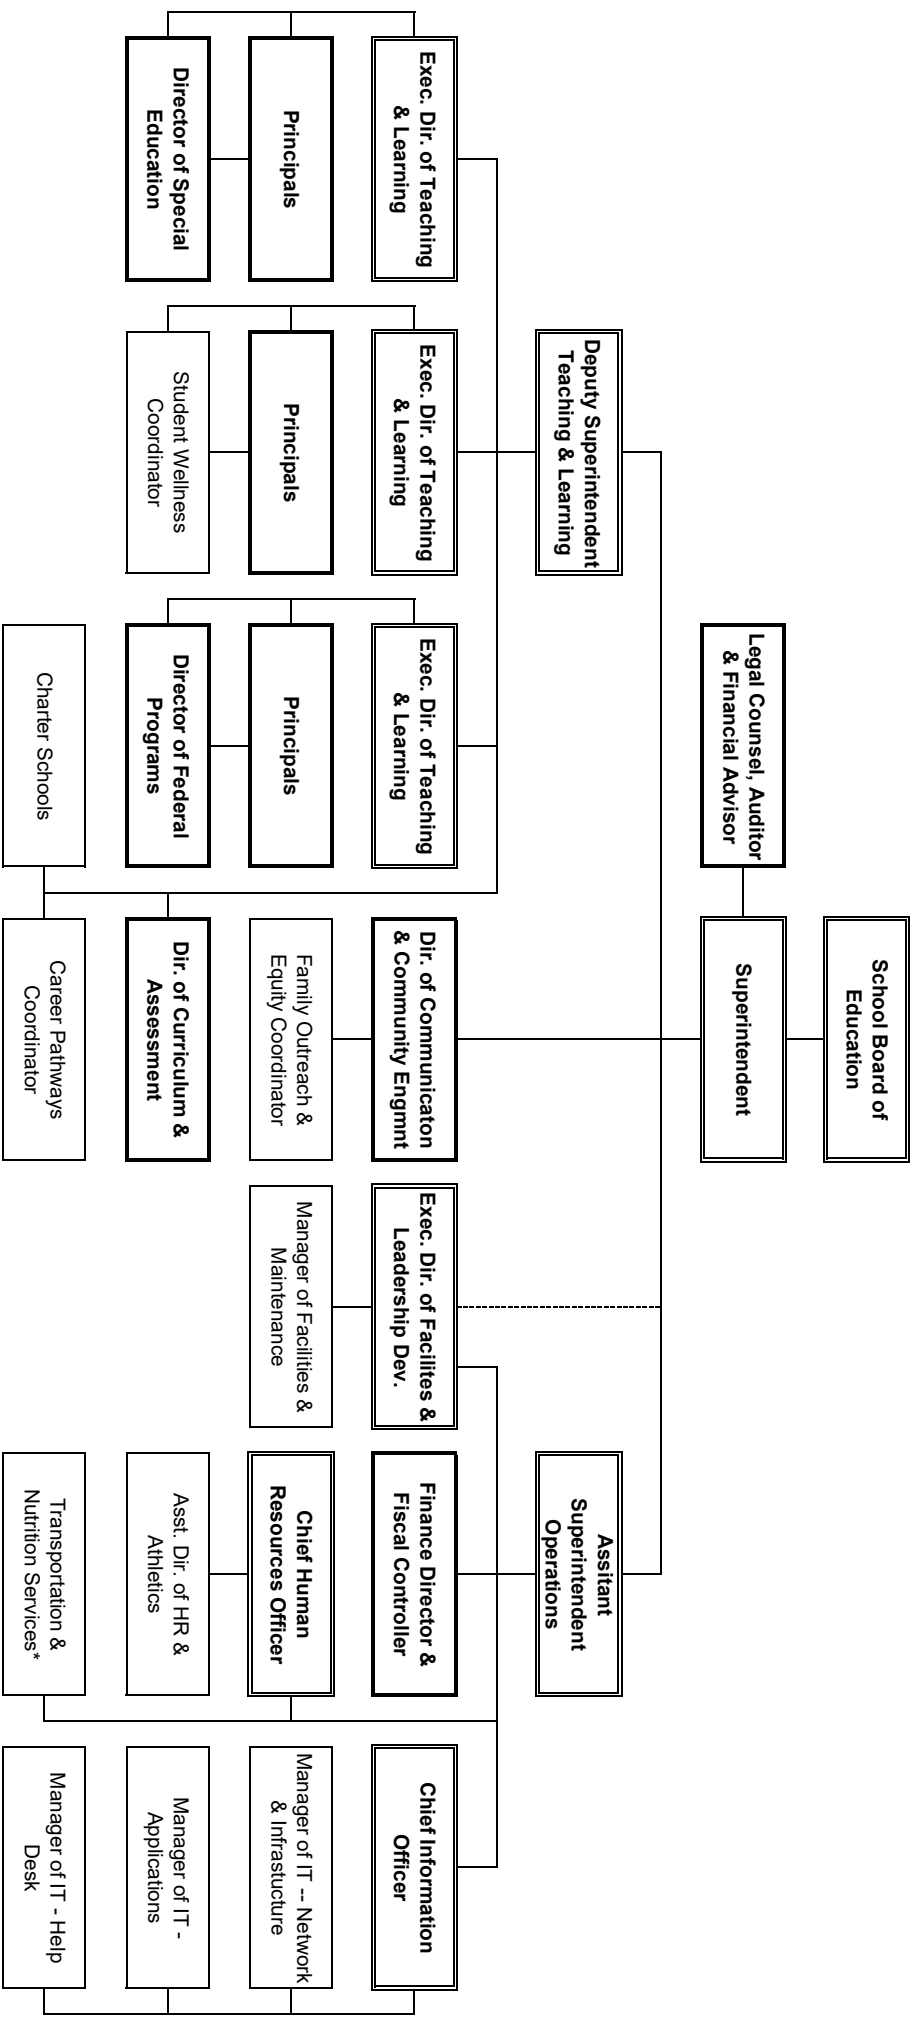 School Board of
Education
Legal Counsel, Auditor
& Financial Advisor
Superintendent
Deputy Superintendent
Teaching & Learning
Assitant
Superintendent
Operations
Exec. Dir. of Teaching
& Learning
Exec. Dir. of Teaching
& Learning
Exec. Dir. of Teaching
& Learning
Dir. of Communicaton
& Community Engmnt
Exec. Dir. of Facilites &
Leadership Dev.
Finance Director &
Fiscal Controller
Chief Information
Officer
Principals
Principals
Principals
Family Outreach &
Equity Coordinator
Manager of Facilities &
Maintenance
Chief Human
Resources Officer
Manager of IT -- Network
& Infrastucture
Director of Special
Education
Student Wellness
Coordinator
Director of Federal
Programs
Dir. of Curriculum &
Assessment
Asst. Dir. of HR &
Athletics
Manager of IT -
Applications
Charter Schools
Career Pathways
Coordinator
Transportation &
Nutrition Services*
Manager of IT - Help
Desk